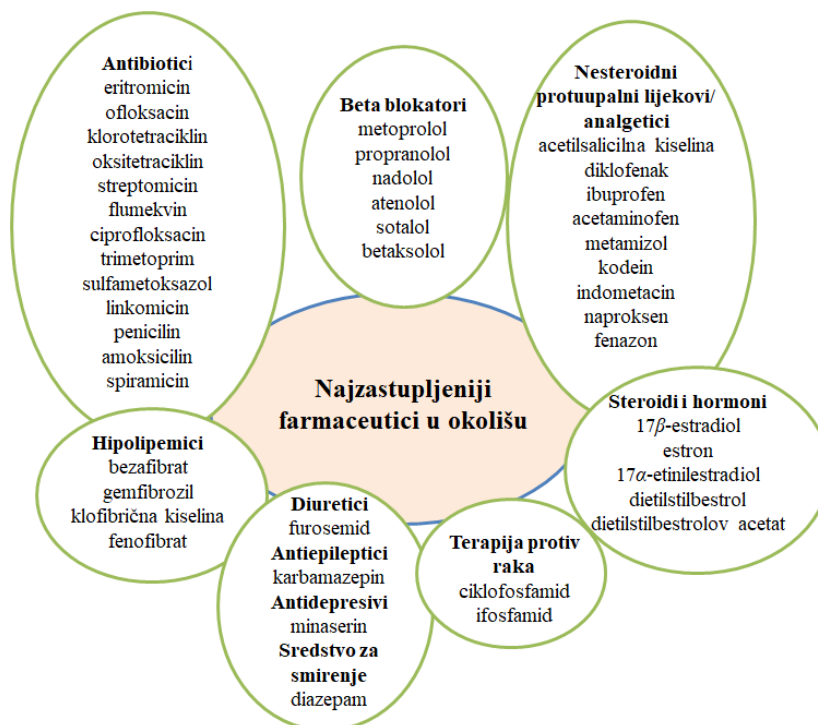 Antibiotici
eritromicin
ofloksacin
klorotetraciklin
oksitetraciklin
streptomicin
flumekvin
ciprofloksacin
trimetoprim
sulfametoksazol
linkomicin
penicilin
amoksicilin
spiramicin
Beta blokatori
metoprolol
propranolol
nadolol
atenolol
sotalol
betaksolol
Nesteroidni
protuupalni lijekovi/
analgetici
acetilsalicilna kiselina
diklofenak
ibuprofen
acetaminofen
metamizol
kodein
indometacin
naproksen
fenazon
Najzastupljeniji
farmaceutici u okolišu
Hipolipemici
bezafibrat
gemfibrozil
klofibrična kiselina
fenofibrat
Diuretici
furosemid
Antiepileptici
karbamazepin
Antidepresivi
minaserin
Sredstvo za
smirenje
diazepam
Terapija protiv
raka
ciklofosfamid
ifosfamid
Steroidi i hormoni
17β-estradiol
estron
17α-etinilestradiol
dietilstilbestrol
dietilstilbestrolov acetat